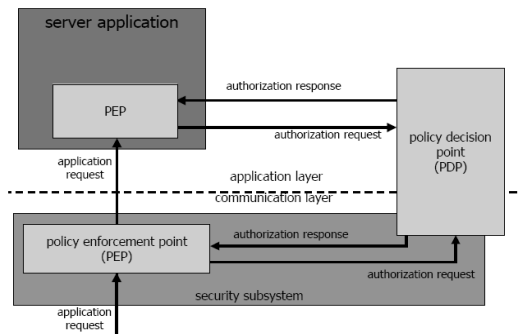 server application
authorization response
PEP
authorization request
policy decision
point
(PDP)
application
request
application layer
communication layer
policy enforcement point
(PEP)
authorization response
authorization request
security subsystem
application
request